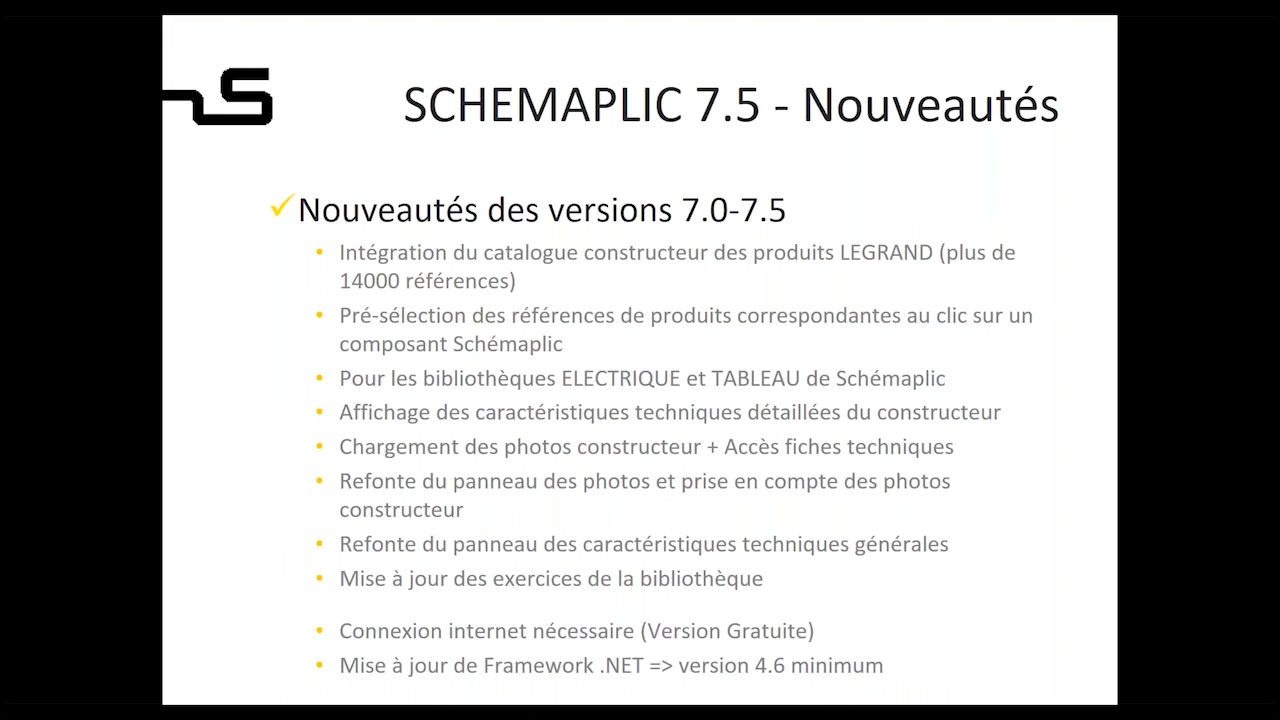 SCHEMAPLIC 7.5 - Nouveautés
Nouveautés des versions 7.0-7.5
Intégration du catalogue constructeur des produits LEGRAND (plus de
14000 références)
Pré-sélection des références de produits correspondantes au clic sur un
composant Schémaplic
Pour les bibliothèques ELECTRIQUE et TABLEAU de Schémaplic
Affichage des caractéristiques techniques détaillées du constructeur
Chargement des photos constructeur + Accès fiches techniques
Refonte du panneau des photos et prise en compte des photos
constructeur
Refonte du panneau des caractéristiques techniques générales
Mise à jour des exercices de la bibliothèque
Connexion internet nécessaire (Version Gratuite)
Mise à jour de Framework .NET => version 4.6 minimum